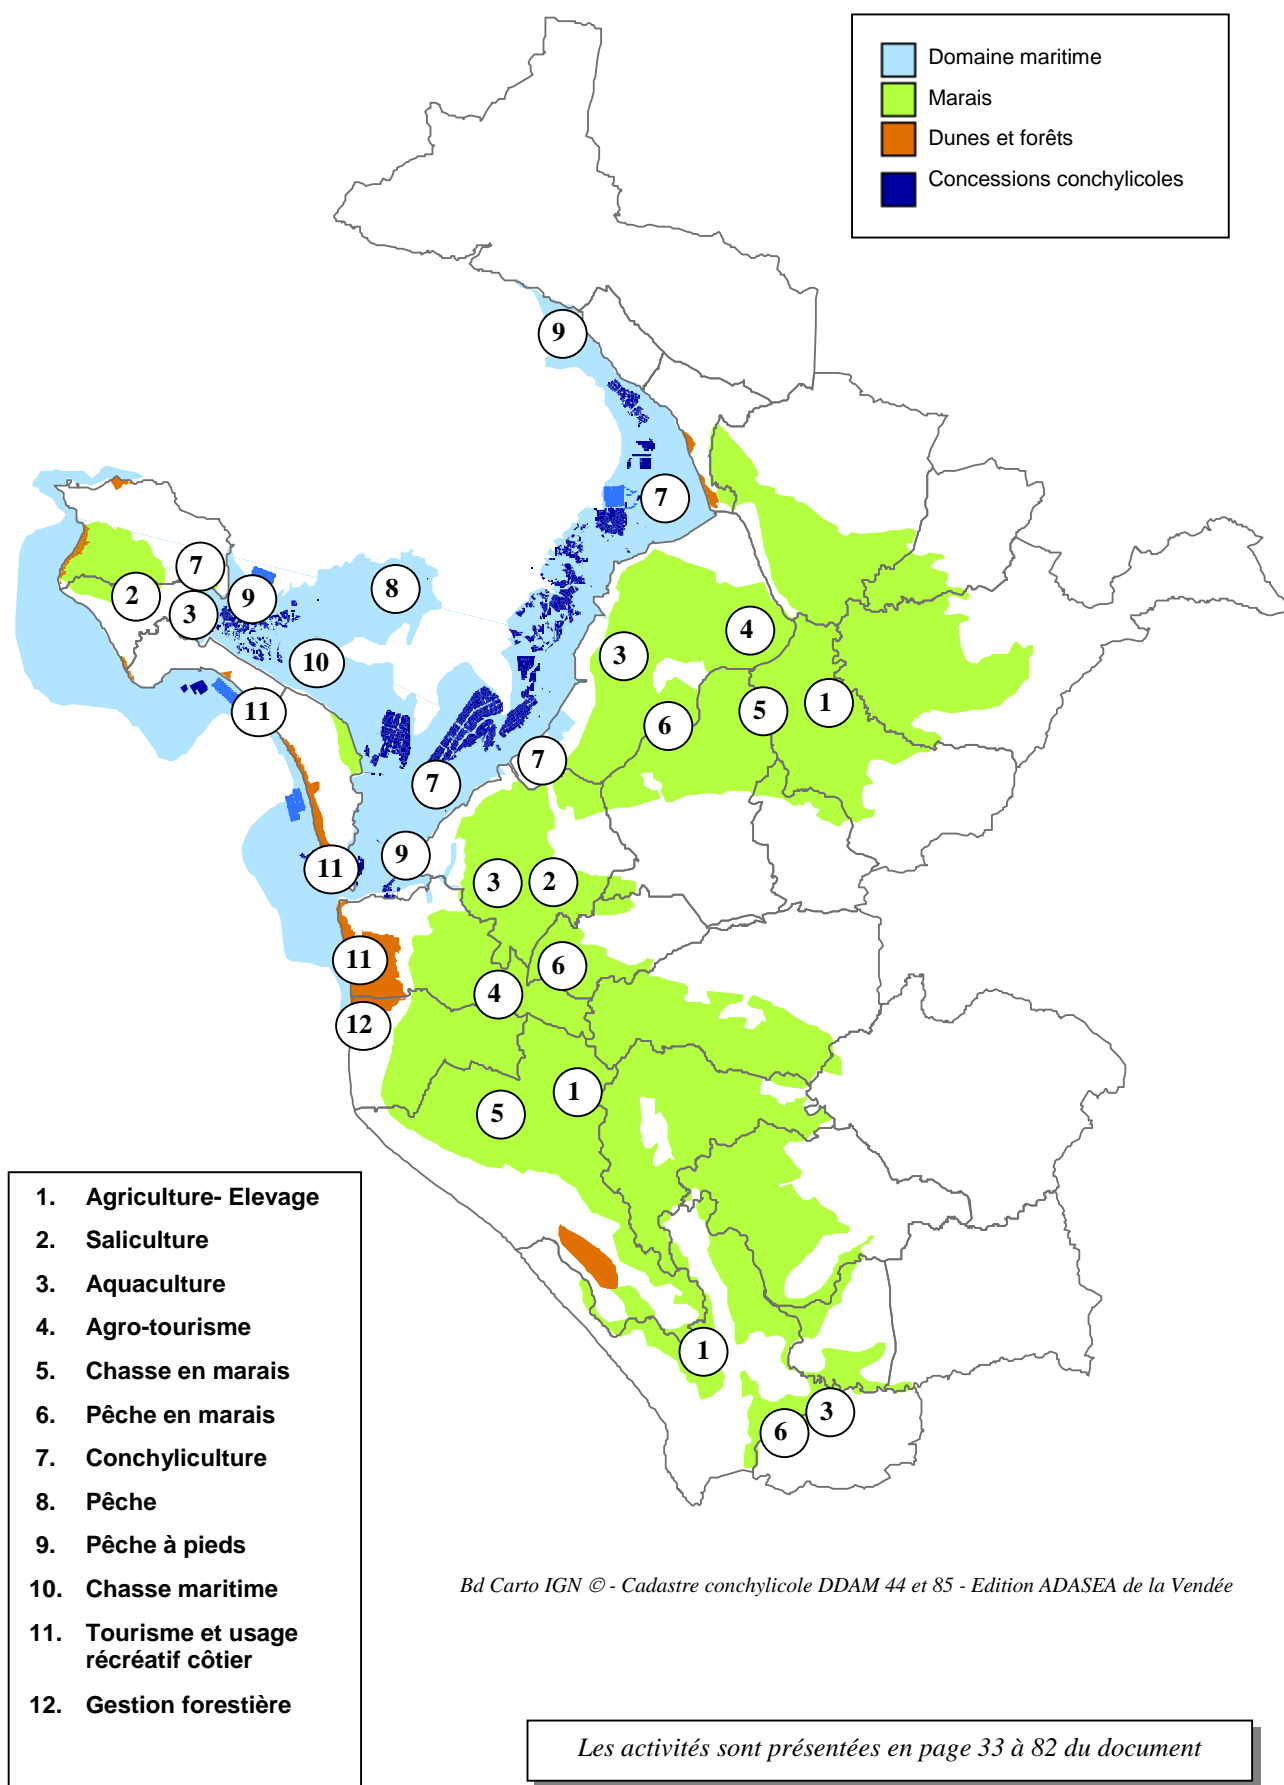 Domaine maritime
Marais
Dunes et forêts
Concessions conchylicoles
9
7
7
8
2
9
3
4
3
10
1
5
11
6
7
7
9
11
3
2
11
6
4
12
1
5
1
3
6
1. Agriculture- Elevage
2. Saliculture
3. Aquaculture
4. Agro-tourisme
5. Chasse en marais
6. Pêche en marais
7. Conchyliculture
8. Pêche
9. Pêche à pieds
10. Chasse maritime
11. Tourisme et usage
récréatif côtier
12. Gestion forestière
Bd Carto IGN © - Cadastre conchylicole DDAM 44 et 85 - Edition ADASEA de la Vendée
Les activités sont présentées en page 33 à 82 du document